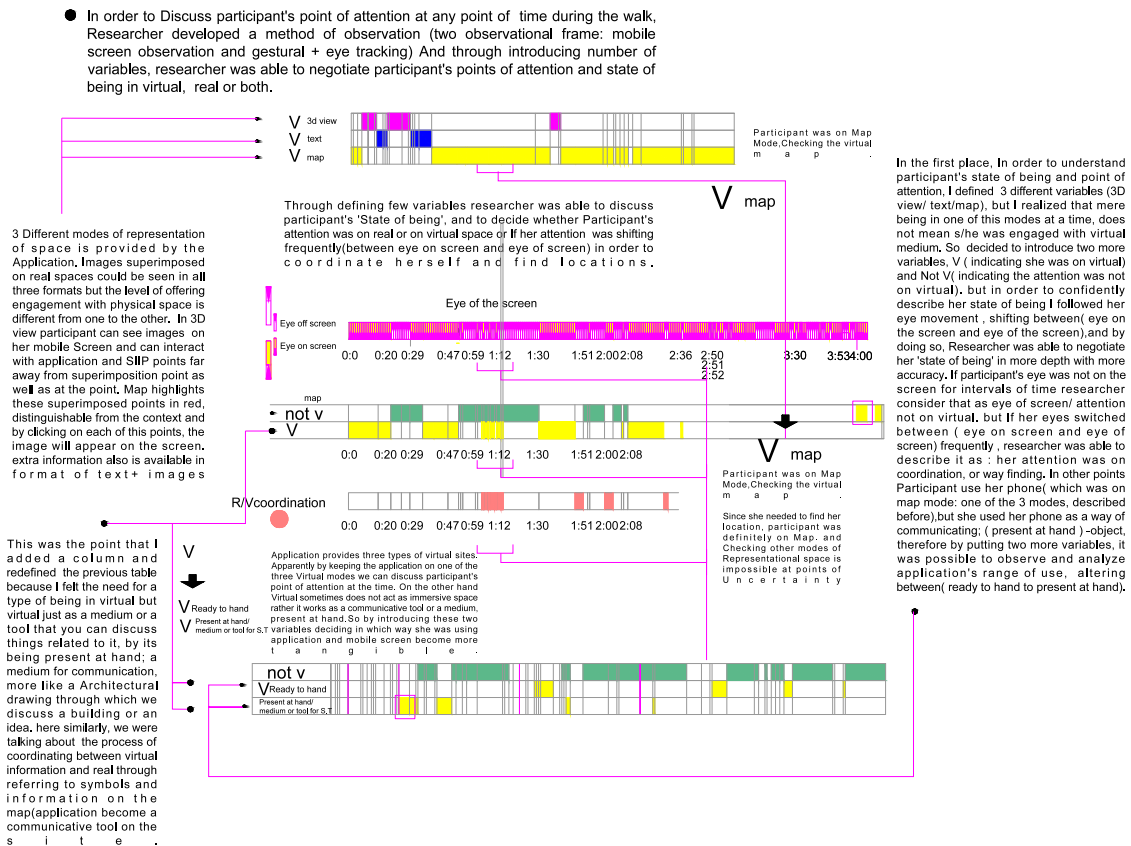 In order to Discuss participant's point of attention at any point of time during the walk,
Researcher developed a method of observation (two observational frame: mobile
screen observation and gestural + eye tracking) And through introducing number of
variables, researcher was able to negotiate participant's points of attention and state of
being in virtual, real or both.
V 3d view
V text
V map
Participant was on Map
Mode,Checking the virtual
map.
V map
Through defining few variables researcher was able to discuss
participant's 'State of being', and to decide whether Participant's
attention was on real or on virtual space or If her attention was shifting
frequently(between eye on screen and eye of screen) in order to
coordinate herself and find locations.
3 Different modes of representation
of space is provided by the
Application. Images superimposed
on real spaces could be seen in all
three formats but the level of offering
engagement with physical space is
different from one to the other. In 3D
view participant can see images on
her mobile Screen and can interact
with application and SIIP points far
away from superimposition point as
well as at the point. Map highlights
these superimposed points in red,
distinguishable from the context and
by clicking on each of this points, the
image will appear on the screen.
extra information also is available in
format of text+ images
In the first place, In order to understand
participant's state of being and point of
attention, I defined 3 different variables (3D
view/ text/map), but I realized that mere
being in one of this modes at a time, does
not mean s/he was engaged with virtual
medium. So decided to introduce two more
variables, V ( indicating she was on virtual)
and Not V( indicating the attention was not
on virtual). but in order to confidently
describe her state of being I followed her
eye movement , shifting between( eye on
the screen and eye of the screen),and by
doing so, Researcher was able to negotiate
her 'state of being' in more depth with more
accuracy. If participant's eye was not on the
screen for intervals of time researcher
consider that as eye of screen/ attention
not on virtual. but If her eyes switched
between ( eye on screen and eye of
screen) frequently , researcher was able to
describe it as : her attention was on
coordination, or way finding. In other points
Participant use her phone( which was on
map mode: one of the 3 modes, described
before),but she used her phone as a way of
communicating; ( present at hand ) -object,
therefore by putting two more variables, it
was possible to observe and analyze
application's range of use, altering
between( ready to hand to present at hand).
Eye of the screen
Eye off screen
Eye on screen
0:0 0:20 0:29 0:47 0:59 1:12 1:30 1:51 2:00 2:08 2:36 2:50 3:30 3:53 4:00
2:51
2:52
map
not v
V
0:0 0:20 0:29 0:47 0:59 1:12 1:30 1:51 2:00 2:08
V map
Participant was on Map
Mode,Checking the virtual
map.
Since she needed to find her
location, participant was
definitely on Map. and
Checking other modes of
Representational space is
impossible at points of
Uncertainty
R/Vcoordination
0:0 0:20 0:29 0:47 0:59 1:12 1:30 1:51 2:00 2:08
This was the point that I
added a column and
redefined the previous table
because I felt the need for a
type of being in virtual but
virtual just as a medium or a
tool that you can discuss
things related to it, by its
being present at hand; a
medium for communication,
more like a Architectural
drawing through which we
discuss a building or an
idea. here similarly, we were
talking about the process of
coordinating between virtual
information and real through
referring to symbols and
information on the
map(application become a
communicative tool on the
site.
V
V Ready to hand
V Present at hand/
medium or tool for S,T
Application provides three types of virtual sites.
Apparently by keeping the application on one of the
three Virtual modes we can discuss participant's
point of attention at the time. On the other hand
Virtual sometimes does not act as immersive space
rather it works as a communicative tool or a medium,
present at hand.So by introducing these two
variables deciding in which way she was using
application and mobile screen become more
tangible.
not v
V Ready to hand
Present at hand/
medium or tool for S,T